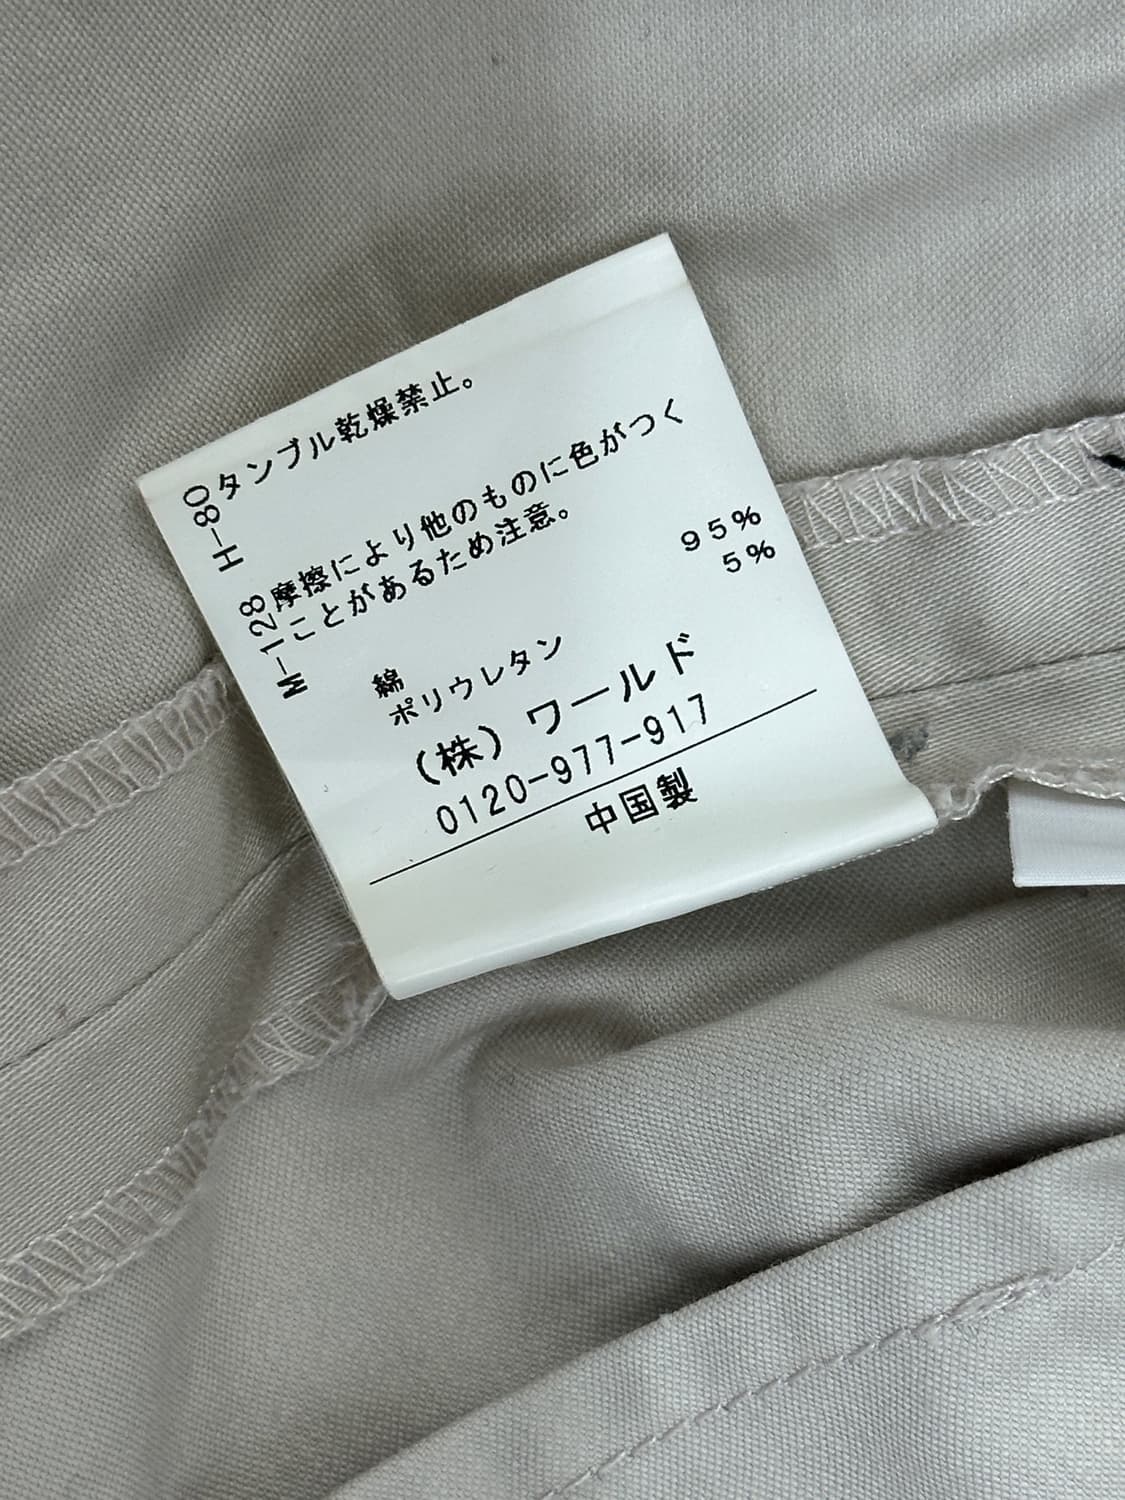 H-80 タンブル乾燥禁止。
M-128 摩擦により他のものに色がつく
ことがあるため注意。
綿 95%
ポリウレタン 5%
(株) ワールド
0120-977-917
中国製